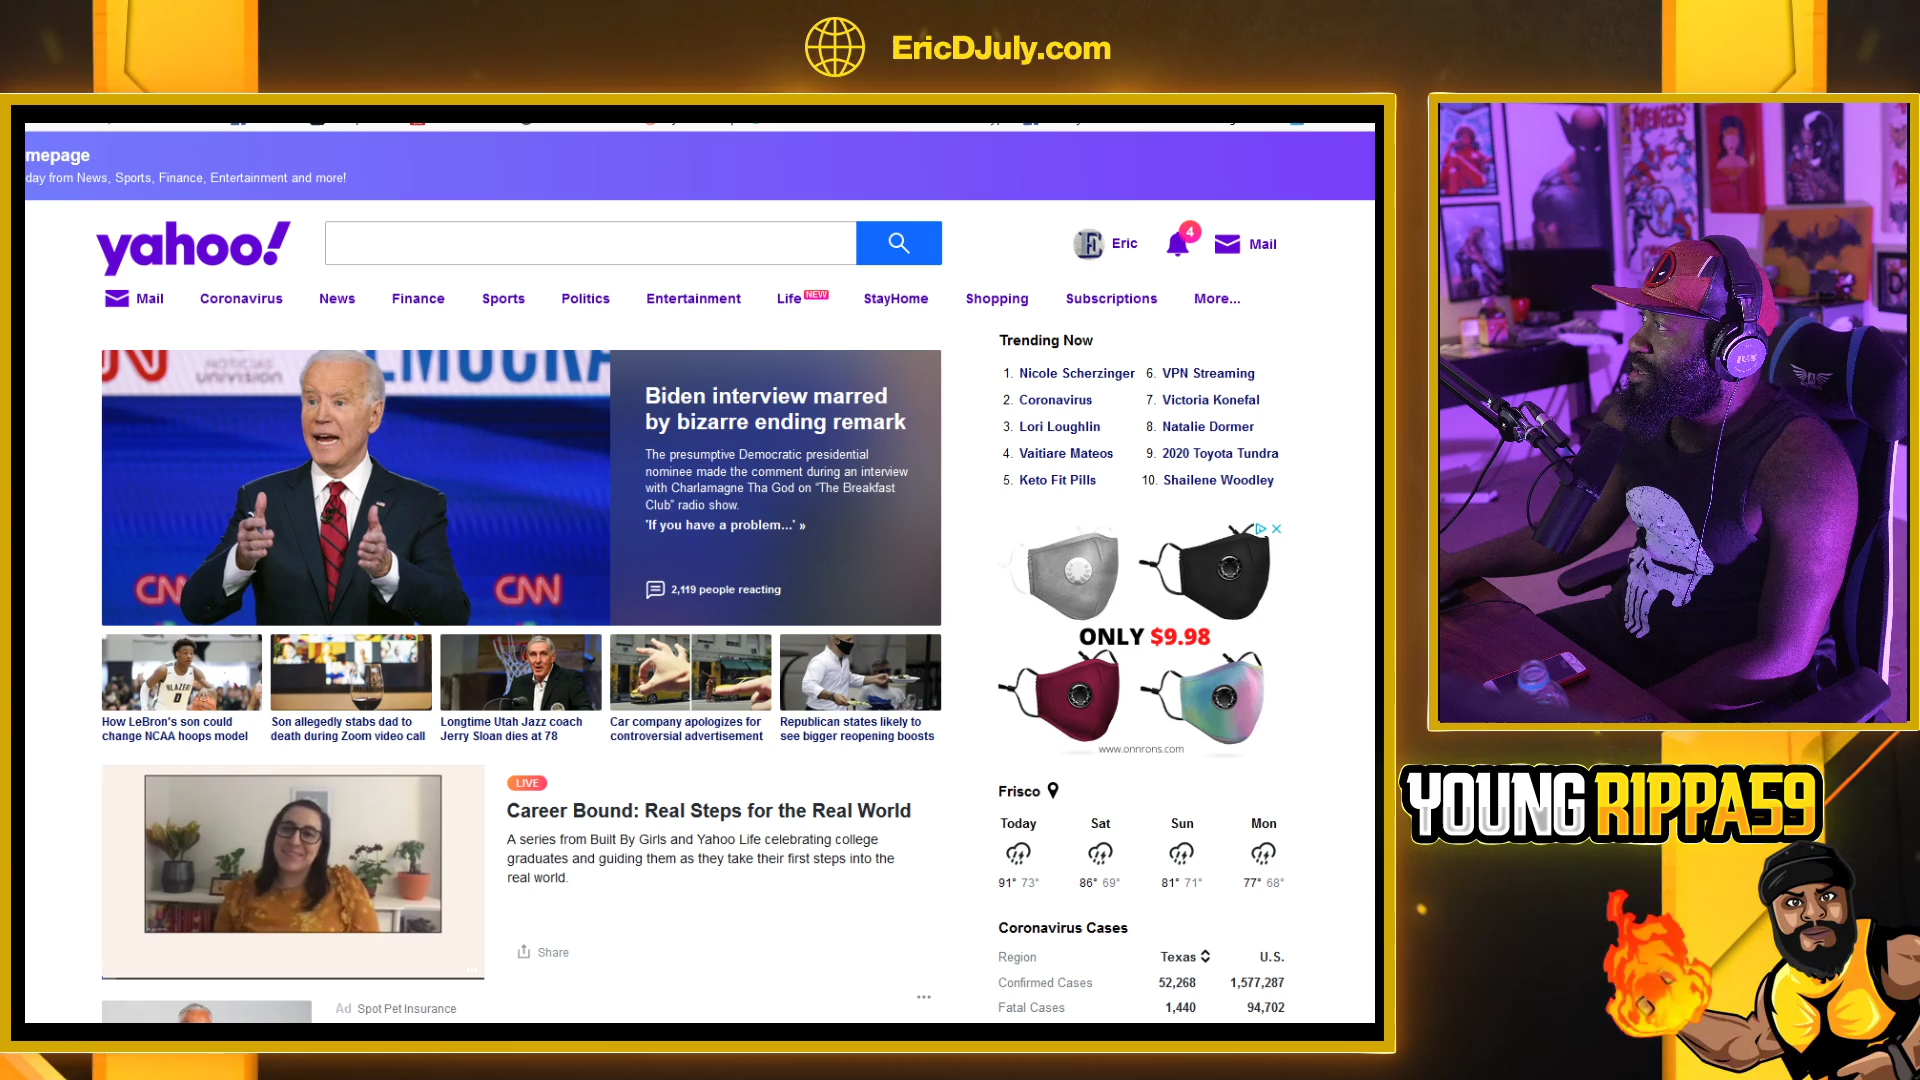 EricDJuly.com
mepage
day from News, Sports, Finance, Entertainment and more!
yahoo!
Eric
4
Mail
Mail
Coronavirus
News
Finance
Sports
Politics
Entertainment
Life NEW
StayHome
Shopping
Subscriptions
More...
NOTICIAS
UNIVISION
CNN
CNN
Biden interview marred
by bizarre ending remark
The presumptive Democratic presidential
nominee made the comment during an interview
with Charlamagne Tha God on “The Breakfast
Club” radio show.
'If you have a problem...' »
2,119 people reacting
BLAZERS
0
How LeBron's son could
change NCAA hoops model
Son allegedly stabs dad to
death during Zoom video call
Longtime Utah Jazz coach
Jerry Sloan dies at 78
Car company apologizes for
controversial advertisement
Republican states likely to
see bigger reopening boosts
LIVE
Career Bound: Real Steps for the Real World
A series from Built By Girls and Yahoo Life celebrating college
graduates and guiding them as they take their first steps into the
real world.
Share
Ad Spot Pet Insurance
Trending Now
1. Nicole Scherzinger
2. Coronavirus
3. Lori Loughlin
4. Vaitiare Mateos
5. Keto Fit Pills
6. VPN Streaming
7. Victoria Konefal
8. Natalie Dormer
9. 2020 Toyota Tundra
10. Shailene Woodley
ONLY $9.98
www.onnrons.com
Frisco
Today Sat Sun Mon
91° 73° 86° 69° 81° 71° 77° 68°
Coronavirus Cases
Region Texas U.S.
Confirmed Cases 52,268 1,577,287
Fatal Cases 1,440 94,702
AVENGERS
YOUNG RIPPA59